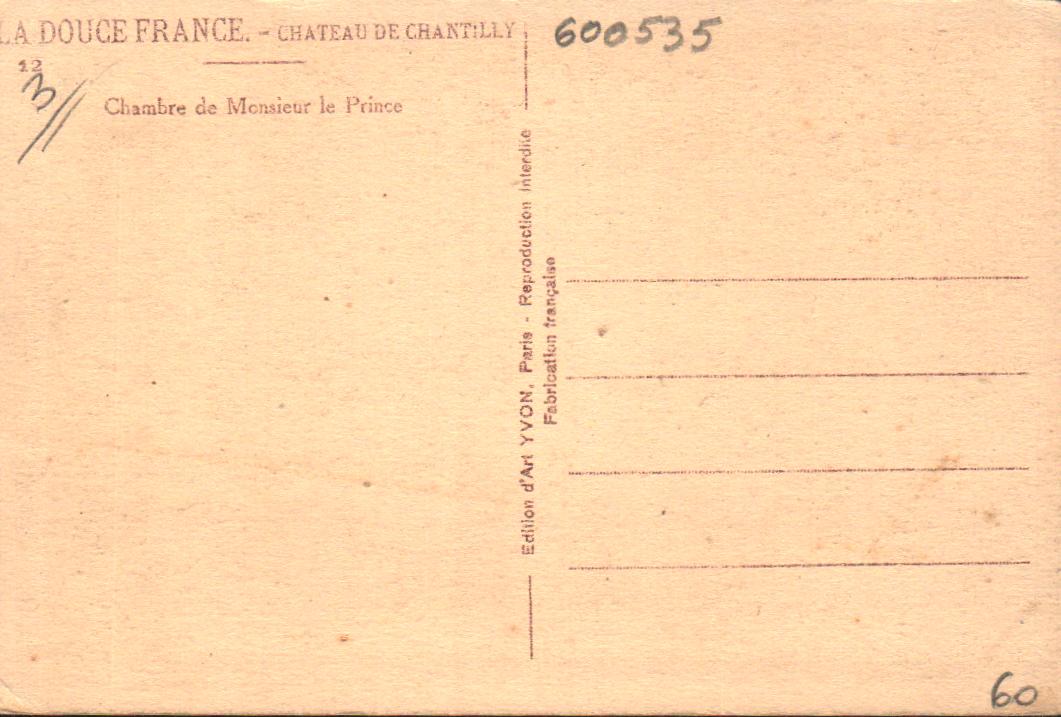 LA DOUCE FRANCE. - CHATEAU DE CHANTILLY
12
3//
Chambre de Monsieur le Prince
600535
Edition d'Art YVON, Paris - Reproduction Interdite
Fabrication française
60